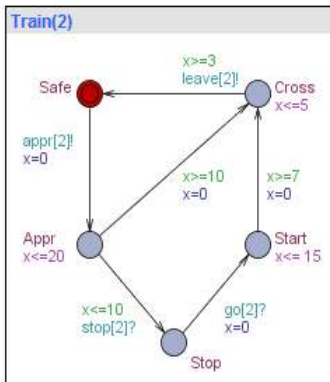 Train(2)
x>=3
leave[2]!
Safe
Cross
x<=5
appr[2]!
x=0
x>=10
x=0
x>=7
x=0
Appr
x<=20
Start
x<= 15
x<=10
stop[2]?
go[2]?
x=0
Stop